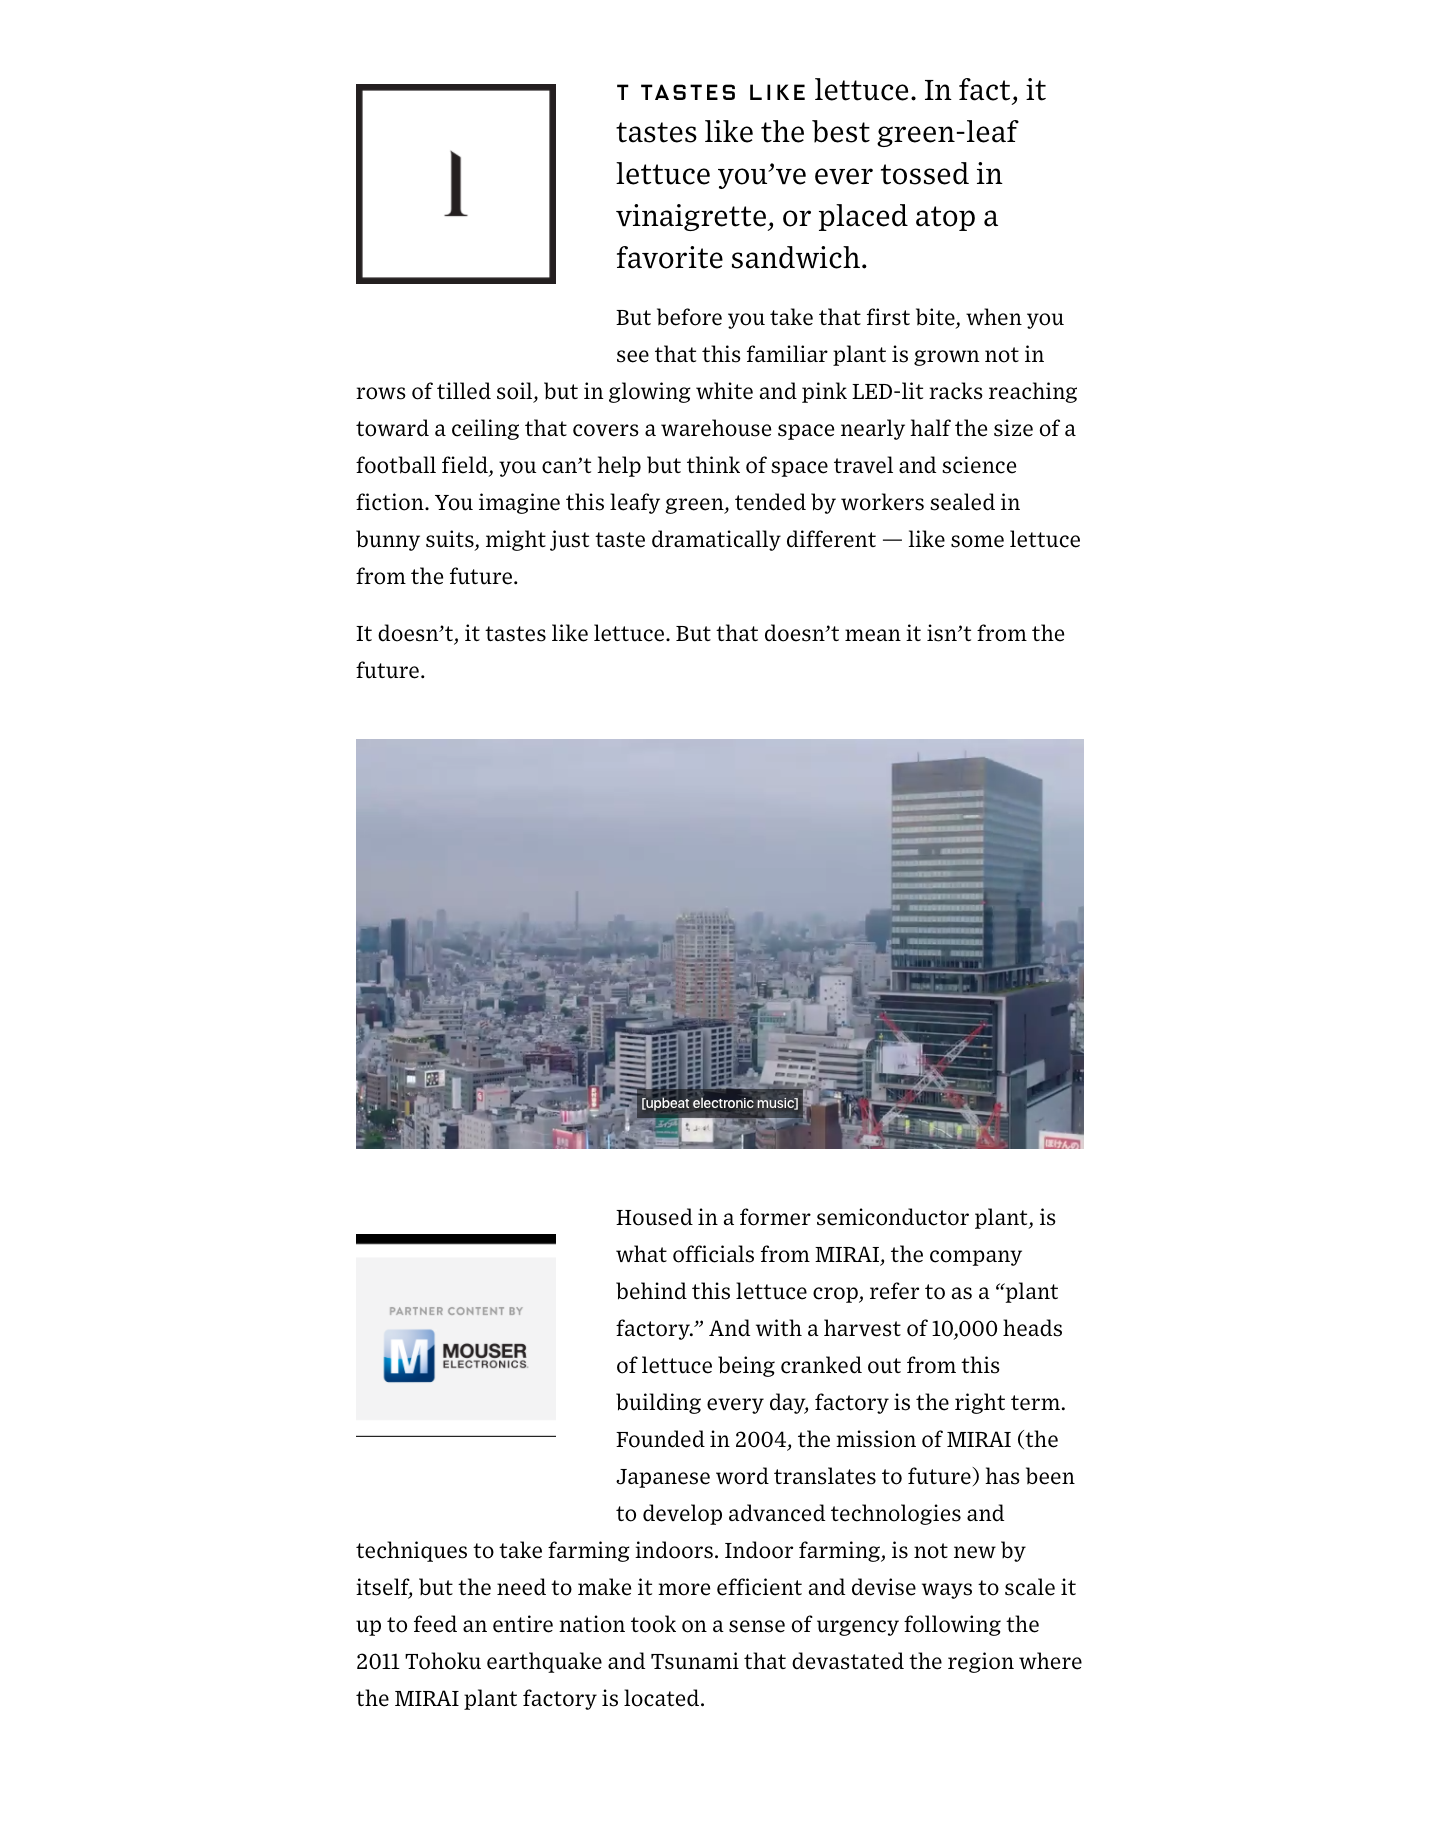 I
T TASTES LIKE lettuce. In fact, it
tastes like the best green-leaf
lettuce you’ve ever tossed in
vinaigrette, or placed atop a
favorite sandwich.
But before you take that first bite, when you
see that this familiar plant is grown not in
rows of tilled soil, but in glowing white and pink LED-lit racks reaching
toward a ceiling that covers a warehouse space nearly half the size of a
football field, you can’t help but think of space travel and science
fiction. You imagine this leafy green, tended by workers sealed in
bunny suits, might just taste dramatically different — like some lettuce
from the future.
It doesn’t, it tastes like lettuce. But that doesn’t mean it isn’t from the
future.
[upbeat electronic music]
PARTNER CONTENT BY
M MOUSER
ELECTRONICS
Housed in a former semiconductor plant, is
what officials from MIRAI, the company
behind this lettuce crop, refer to as a “plant
factory.” And with a harvest of 10,000 heads
of lettuce being cranked out from this
building every day, factory is the right term.
Founded in 2004, the mission of MIRAI (the
Japanese word translates to future) has been
to develop advanced technologies and
techniques to take farming indoors. Indoor farming, is not new by
itself, but the need to make it more efficient and devise ways to scale it
up to feed an entire nation took on a sense of urgency following the
2011 Tohoku earthquake and Tsunami that devastated the region where
the MIRAI plant factory is located.